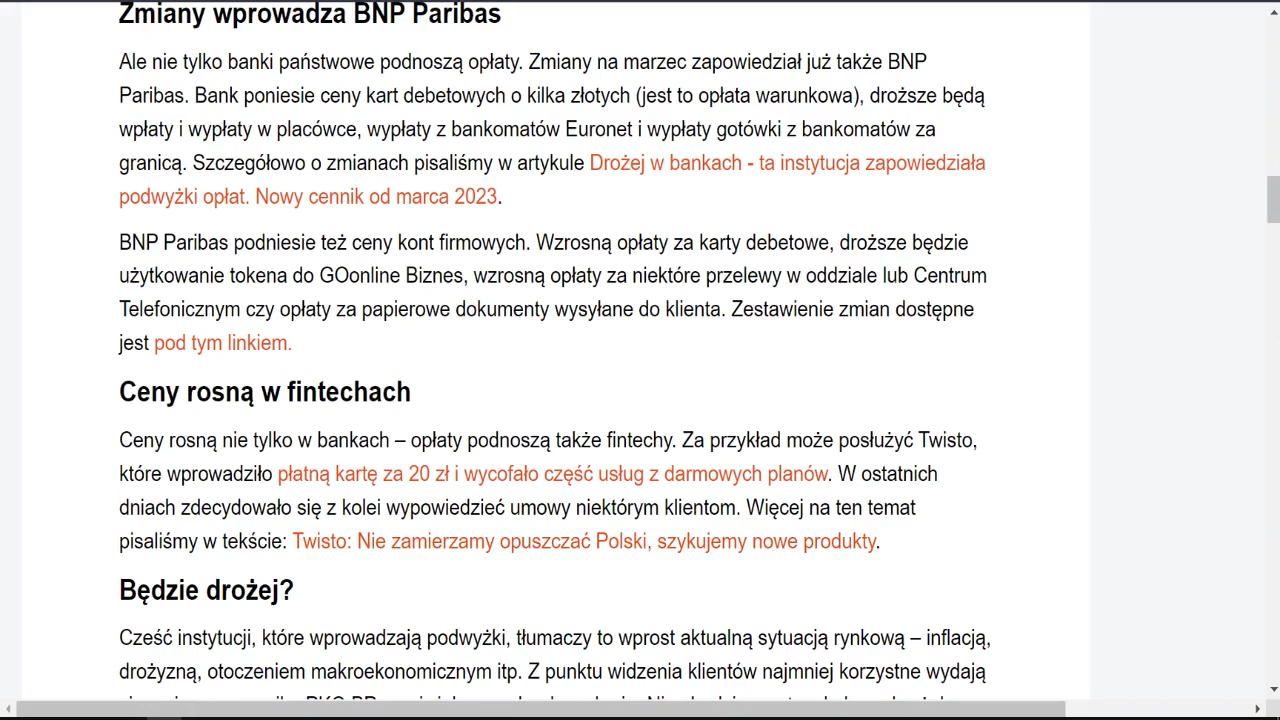 Zmiany wprowadza BNP Paribas
Ale nie tylko banki państwowe podnoszą opłaty. Zmiany na marzec zapowiedział już także BNP
Paribas. Bank poniesie ceny kart debetowych o kilka złotych (jest to opłata warunkowa), droższe będą
wpłaty i wypłaty w placówce, wypłaty z bankomatów Euronet i wypłaty gotówki z bankomatów za
granicą. Szczegółowo o zmianach pisaliśmy w artykule Drożej w bankach - ta instytucja zapowiedziała
podwyżki opłat. Nowy cennik od marca 2023.
BNP Paribas podniesie też ceny kont firmowych. Wzrosną opłaty za karty debetowe, droższe będzie
użytkowanie tokena do GOonline Biznes, wzrosną opłaty za niektóre przelewy w oddziale lub Centrum
Telefonicznym czy opłaty za papierowe dokumenty wysyłane do klienta. Zestawienie zmian dostępne
jest pod tym linkiem.
Ceny rosną w fintechach
Ceny rosną nie tylko w bankach – opłaty podnoszą także fintechy. Za przykład może posłużyć Twisto,
które wprowadziło płatną kartę za 20 zł i wycofało część usług z darmowych planów. W ostatnich
dniach zdecydowało się z kolei wypowiedzieć umowy niektórym klientom. Więcej na ten temat
pisaliśmy w tekście: Twisto: Nie zamierzamy opuszczać Polski, szykujemy nowe produkty.
Będzie drożej?
Cześć instytucji, które wprowadzają podwyżki, tłumaczy to wprost aktualną sytuacją rynkową – inflacją,
drożyzną, otoczeniem makroekonomicznym itp. Z punktu widzenia klientów najmniej korzystne wydają